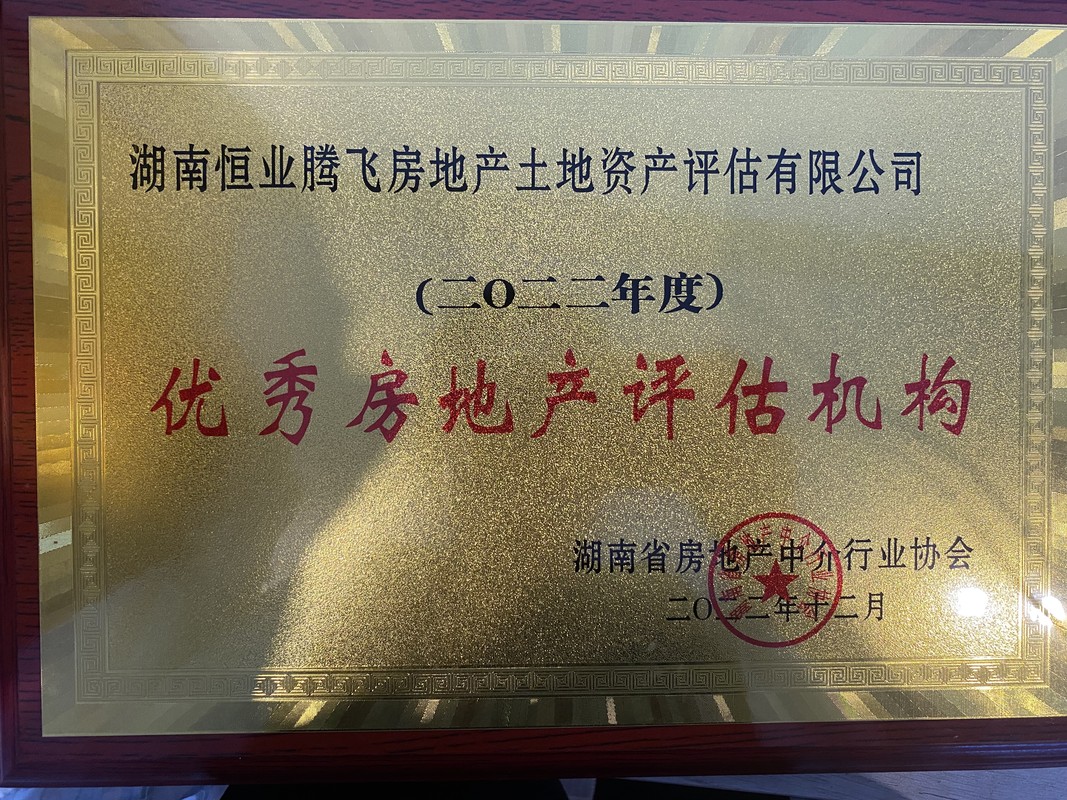 湖南恒业腾飞房地产土地资产评估有限公司
(二O二二年度)
优秀房地产评估机构
湖南省房地产中介行业协会
二O二二年十二月